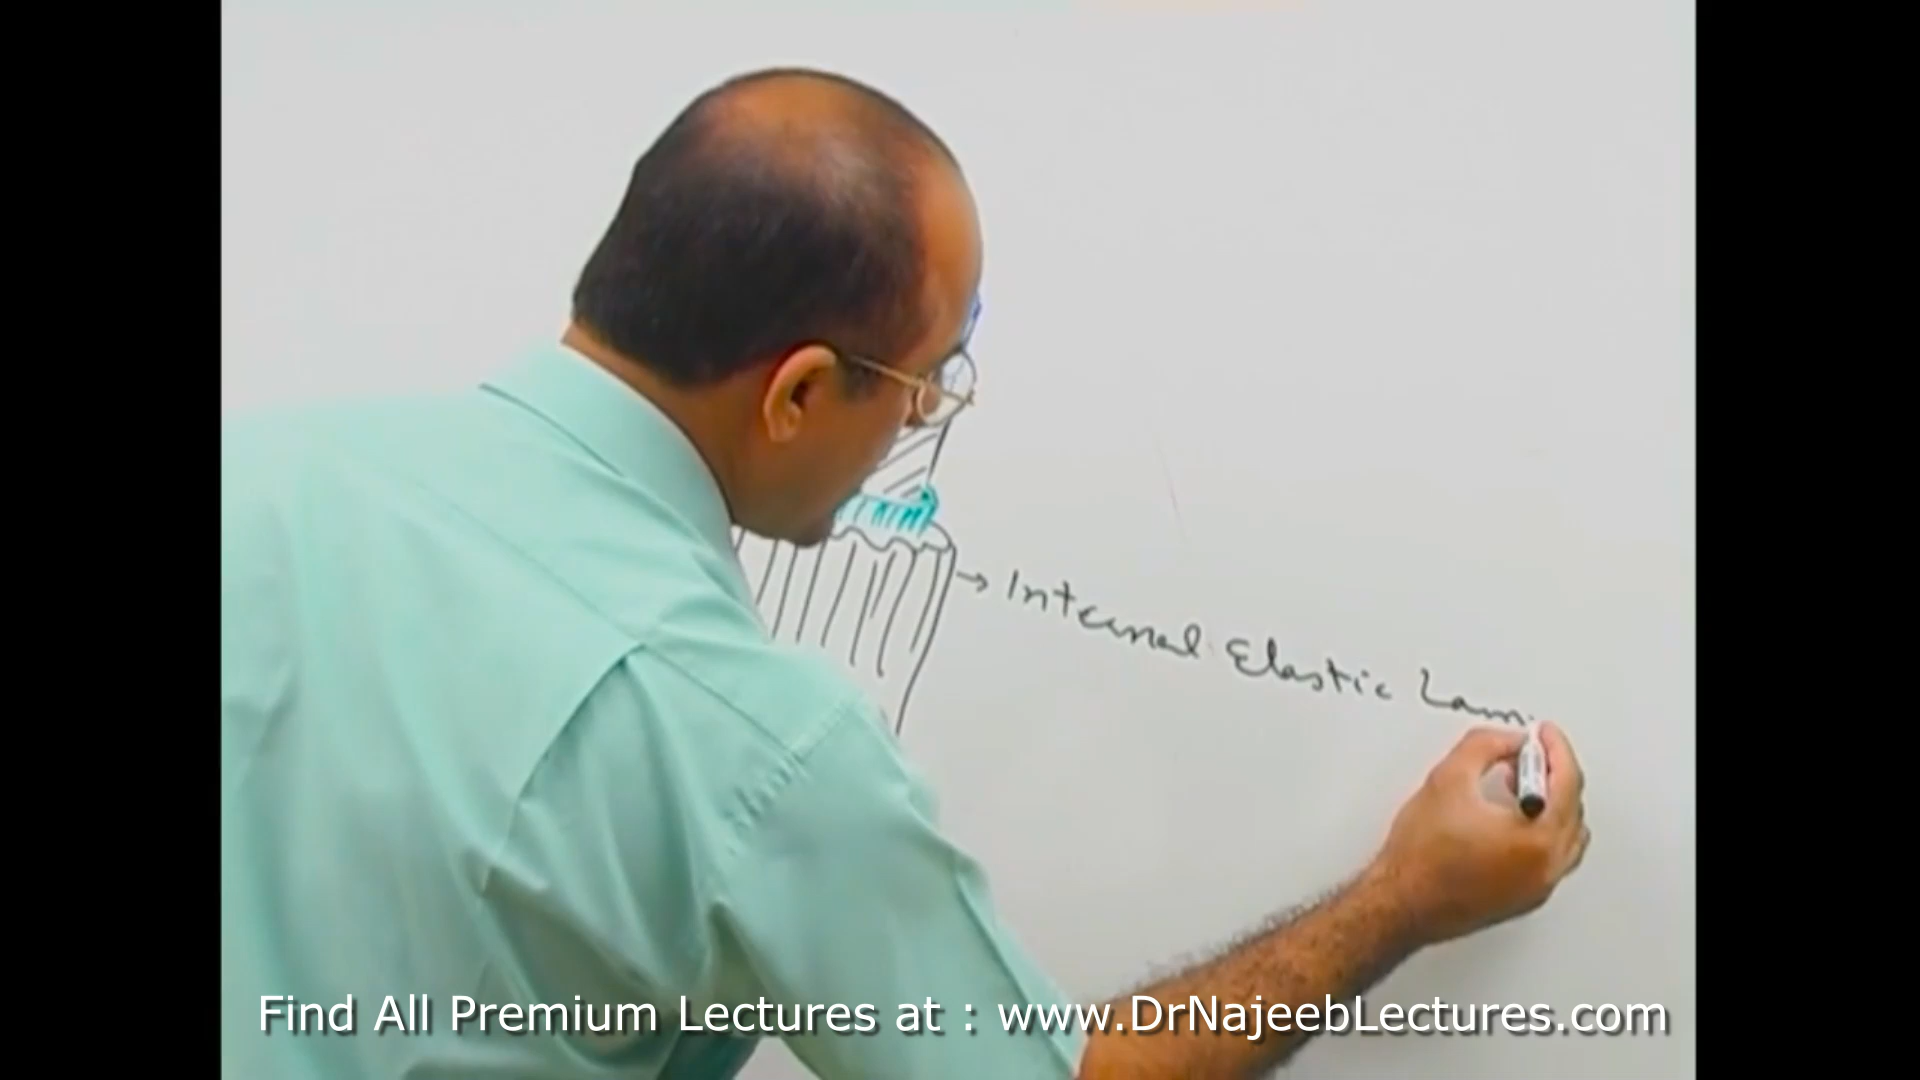 → Internal Elastic Lam
Find All Premium Lectures at : www.DrNajeebLectures.com